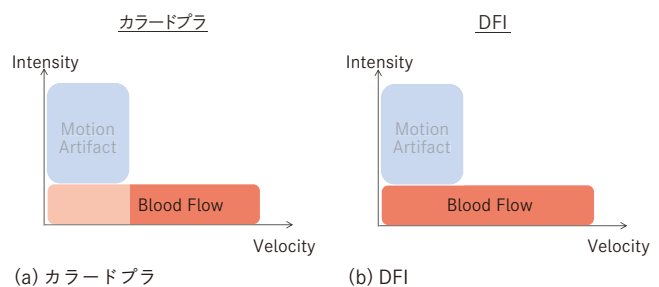 カラードプラ
Intensity
Motion
Artifact
Blood Flow
Velocity
(a) カラードプラ
DFI
Intensity
Motion
Artifact
Blood Flow
Velocity
(b) DFI